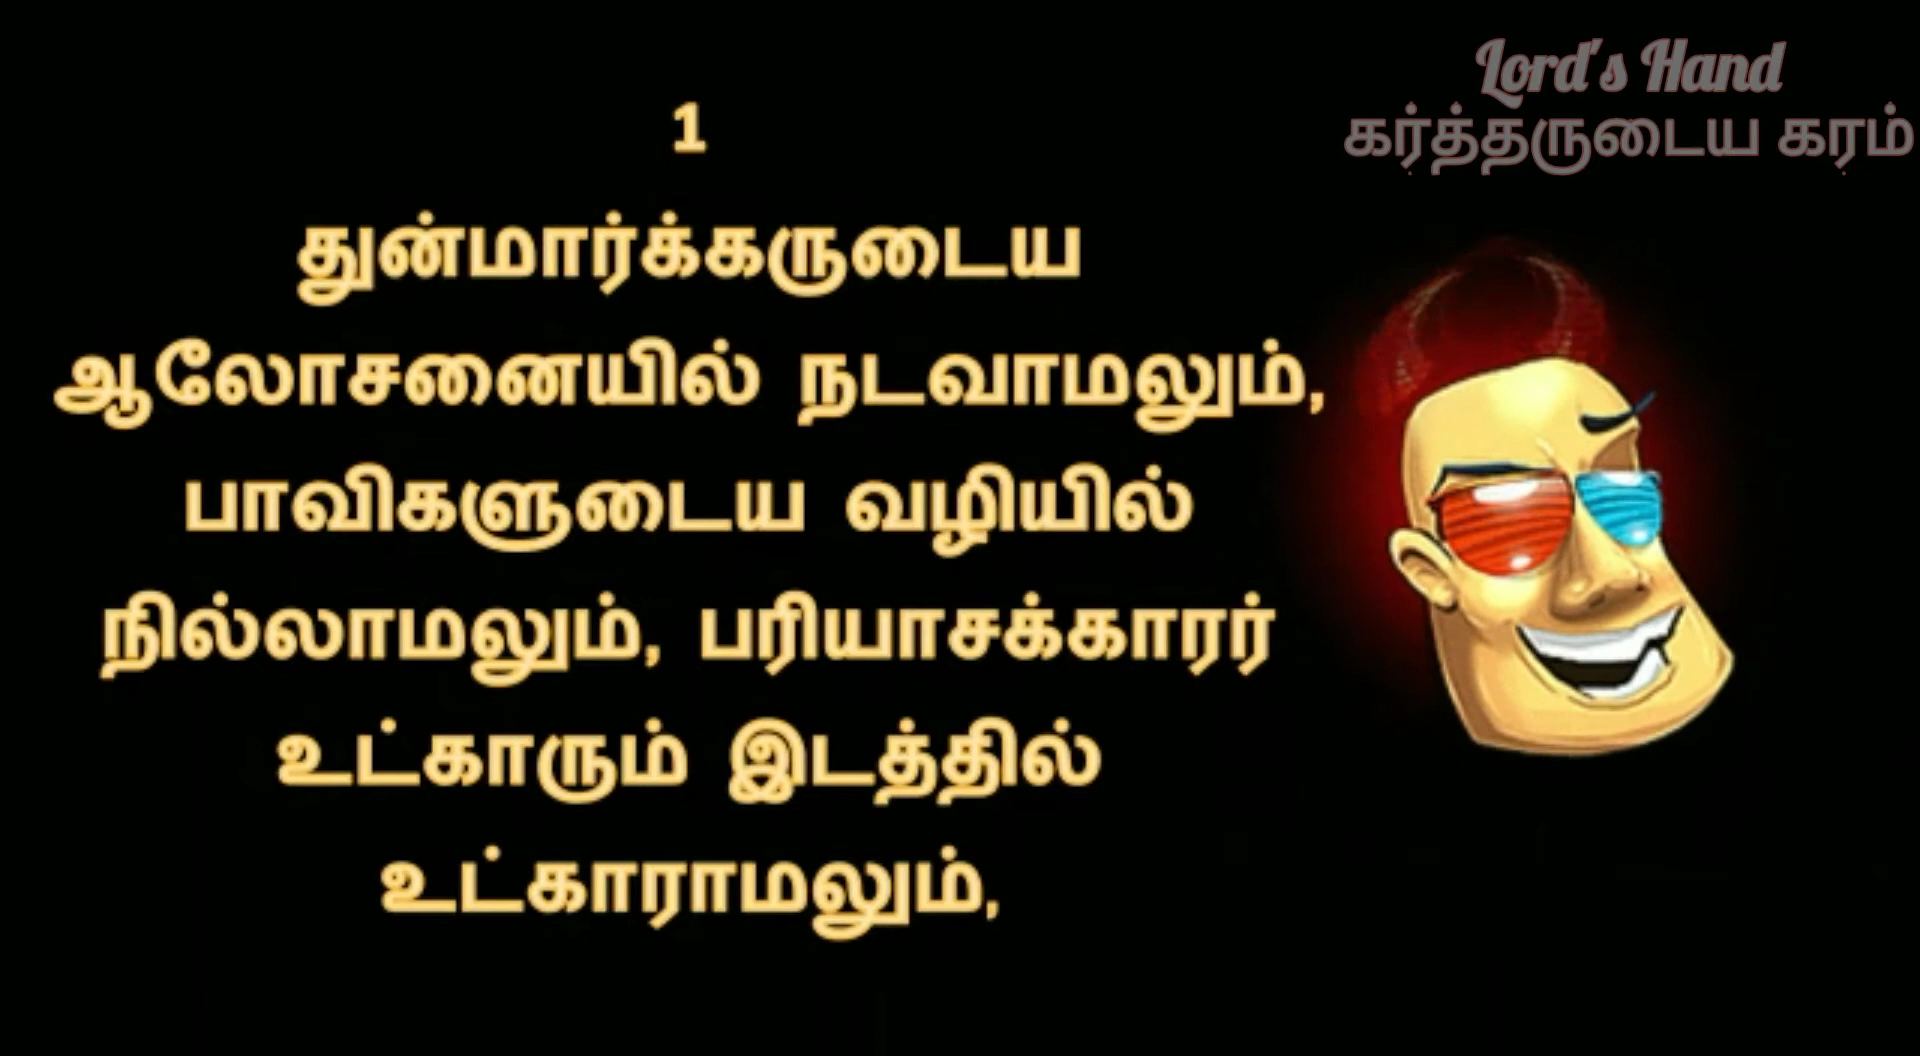 Lord's Hand
கர்த்தருடைய கரம்
1
துன்மார்க்கருடைய
ஆலோசனையில் நடவாமலும்,
பாவிகளுடைய வழியில்
நில்லாமலும், பரியாசக்காரர்
உட்காரும் இடத்தில்
உட்காராமலும்,